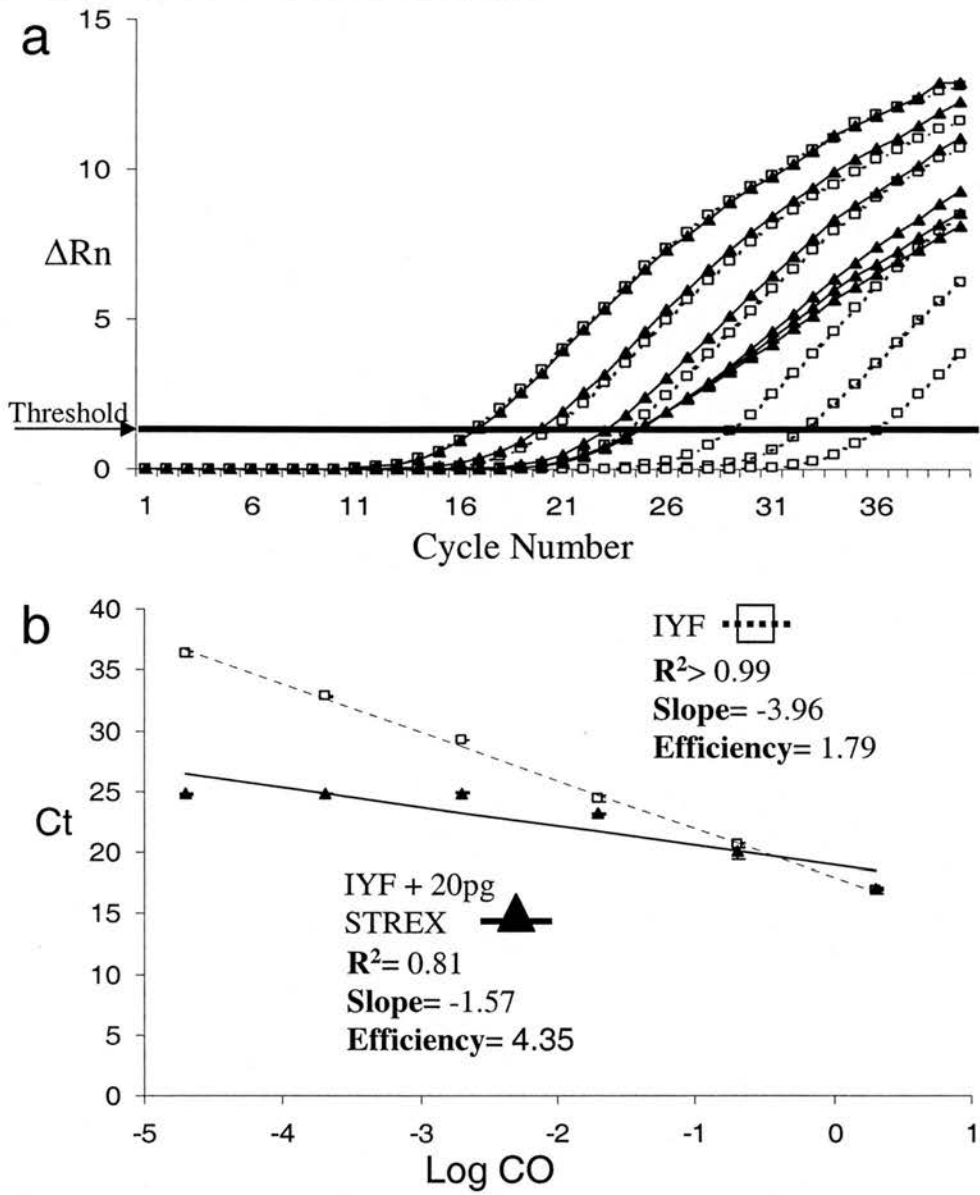 a
15
10
ΔRn
5
Threshold
0
1 6 11 16 21 26 31 36
Cycle Number
b
40
35
30
25
Ct
20
15
10
5
0
-5 -4 -3 -2 -1 0 1
Log CO
IYF
R²> 0.99
Slope= -3.96
Efficiency= 1.79
IYF + 20pg
STREX
R²= 0.81
Slope= -1.57
Efficiency= 4.35